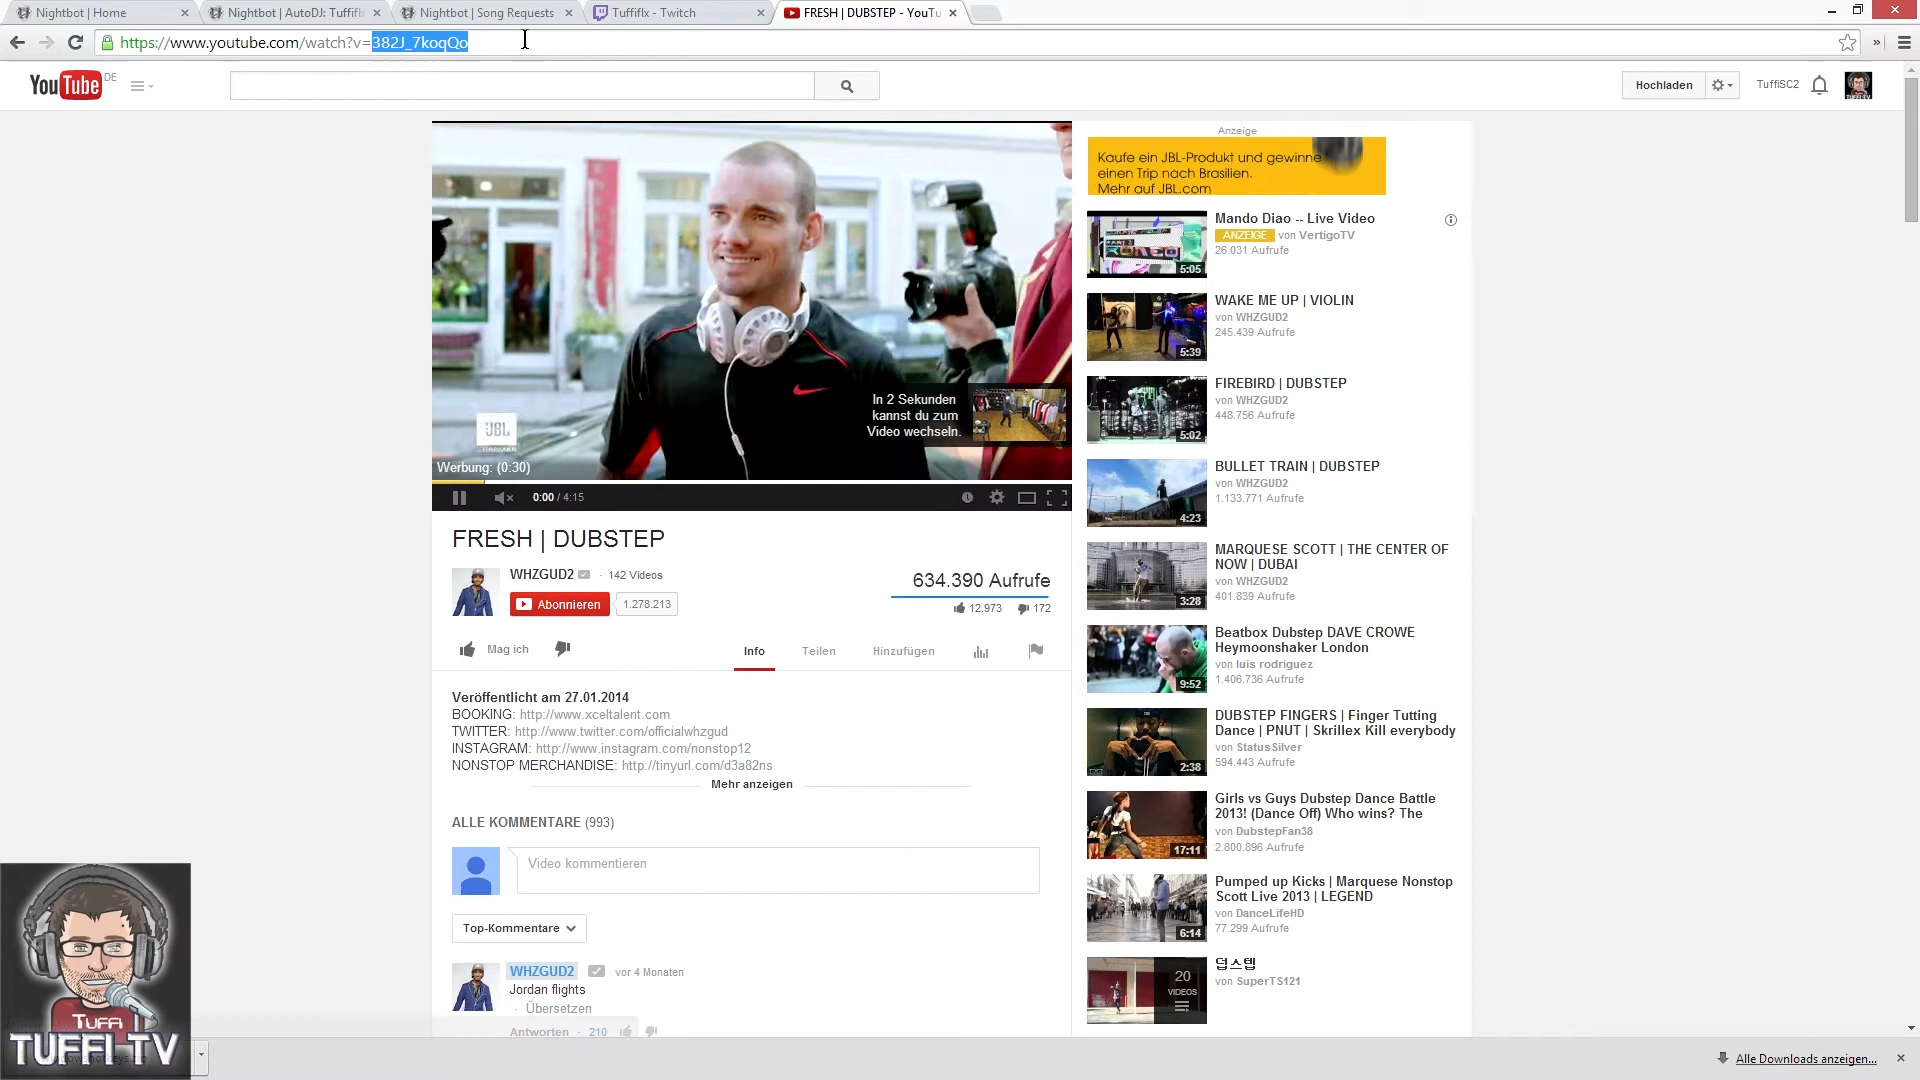 Nightbot | Home
Nightbot | AutoDJ: Tuffifl
Nightbot | Song Requests
Tuffiflx - Twitch
FRESH | DUBSTEP - YouTu
https://www.youtube.com/watch?v=382J_7koqQo
YouTube DE
Hochladen
TuffiSC2
Anzeige
Kaufe ein JBL-Produkt und gewinne
einen Trip nach Brasilien.
Mehr auf JBL.com
JBL
HARMAN
In 2 Sekunden
kannst du zum
Video wechseln.
Werbung: (0:30)
0:00 / 4:15
FRESH | DUBSTEP
WHZGUD2 · 142 Videos
Abonnieren 1.278.213
634.390 Aufrufe
12.973 172
Mag ich
Info Teilen Hinzufügen
Veröffentlicht am 27.01.2014
BOOKING: http://www.xceltalent.com
TWITTER: http://www.twitter.com/officialwhzgud
INSTAGRAM: http://www.instagram.com/nonstop12
NONSTOP MERCHANDISE: http://tinyurl.com/d3a82ns
Mehr anzeigen
ALLE KOMMENTARE (993)
Video kommentieren
Top-Kommentare
WHZGUD2 vor 4 Monaten
Jordan flights
· Übersetzen
Antworten · 210
Mando Diao -- Live Video
ANZEIGE von VertigoTV
26.031 Aufrufe
5:05
WAKE ME UP | VIOLIN
von WHZGUD2
245.439 Aufrufe
5:39
FIREBIRD | DUBSTEP
von WHZGUD2
448.756 Aufrufe
5:02
BULLET TRAIN | DUBSTEP
von WHZGUD2
1.133.771 Aufrufe
4:23
MARQUESE SCOTT | THE CENTER OF
NOW | DUBAI
von WHZGUD2
401.839 Aufrufe
3:28
Beatbox Dubstep DAVE CROWE
Heymoonshaker London
von luis rodriguez
1.406.736 Aufrufe
9:52
DUBSTEP FINGERS | Finger Tutting
Dance | PNUT | Skrillex Kill everybody
von StatusSilver
594.443 Aufrufe
2:38
Girls vs Guys Dubstep Dance Battle
2013! (Dance Off) Who wins? The
von DubstepFan38
2.800.896 Aufrufe
17:11
Pumped up Kicks | Marquese Nonstop
Scott Live 2013 | LEGEND
von DanceLifeHD
77.299 Aufrufe
6:14
덥스텝
von SuperTS121
20
VIDEOS
TUFFI
TUFFI TV
Alle Downloads anzeigen...